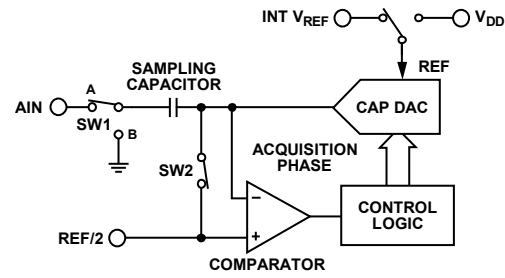 INT VREF
VDD
REF
SAMPLING
CAPACITOR
A
AIN
CAP DAC
SW1
B
ACQUISITION
PHASE
SW2
−
CONTROL
LOGIC
REF/2
+
COMPARATOR